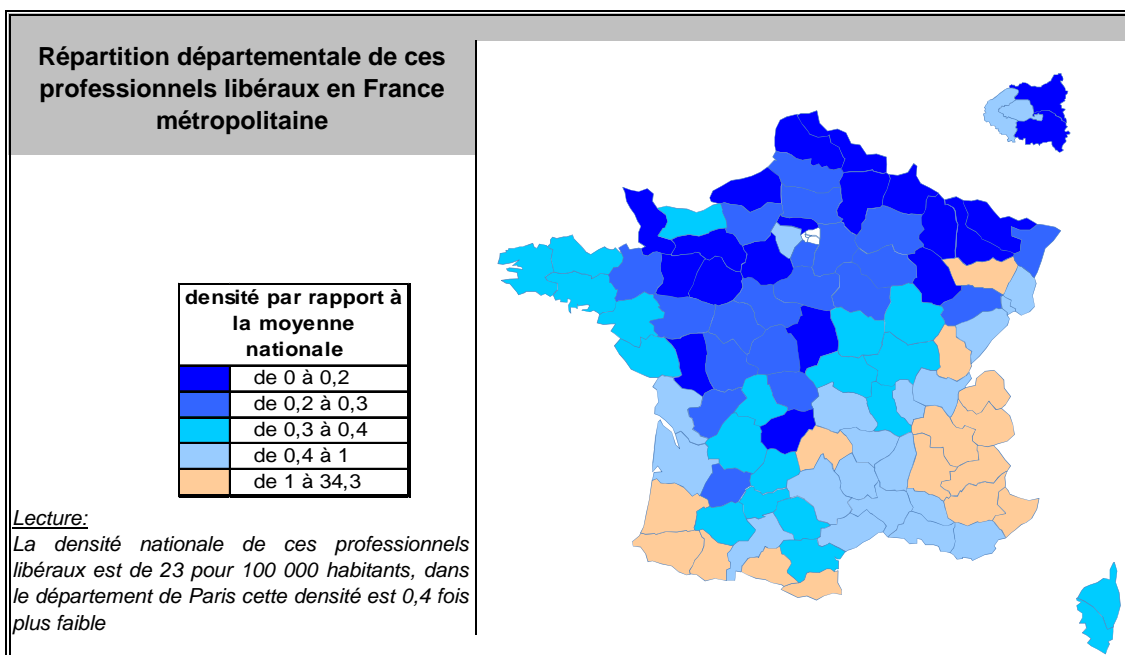 Répartition départementale de ces
professionnels libéraux en France
métropolitaine
densité par rapport à
la moyenne
nationale
de 0 à 0,2
de 0,2 à 0,3
de 0,3 à 0,4
de 0,4 à 1
de 1 à 34,3
Lecture:
La densité nationale de ces professionnels
libéraux est de 23 pour 100 000 habitants, dans
le département de Paris cette densité est 0,4 fois
plus faible